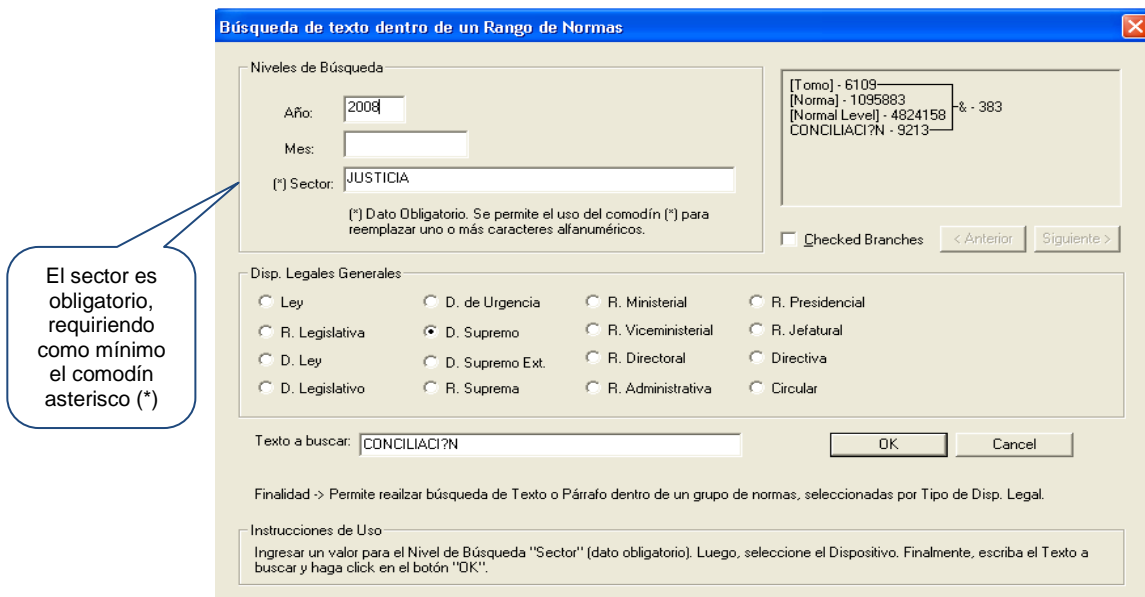 Búsqueda de texto dentro de un Rango de Normas
Niveles de Búsqueda
Año: 2008
Mes:
(*) Sector: JUSTICIA
(*) Dato Obligatorio. Se permite el uso del comodín (*) para
reemplazar uno o más caracteres alfanuméricos.
[Tomo] - 6109
[Norma] - 1095883
[Normal Level] - 4824158
CONCILIACI?N - 9213
& - 383
Checked Branches
< Anterior
Siguiente >
El sector es
obligatorio,
requiriendo
como mínimo
el comodín
asterisco (*)
Disp. Legales Generales
Ley
D. de Urgencia
R. Ministerial
R. Presidencial
R. Legislativa
D. Supremo
R. Viceministerial
R. Jefatural
D. Ley
D. Supremo Ext.
R. Directoral
Directiva
D. Legislativo
R. Suprema
R. Administrativa
Circular
Texto a buscar: CONCILIACI?N
OK
Cancel
Finalidad -> Permite reailzar búsqueda de Texto o Párrafo dentro de un grupo de normas, seleccionadas por Tipo de Disp. Legal.
Instrucciones de Uso
Ingresar un valor para el Nivel de Búsqueda "Sector" (dato obligatorio). Luego, seleccione el Dispositivo. Finalmente, escriba el Texto a
buscar y haga click en el botón "OK".